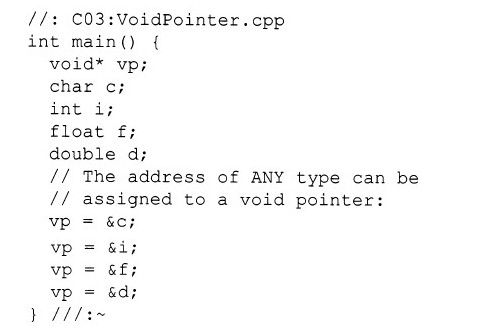 //: C03:VoidPointer.cpp
int main() {
  void* vp;
  char c;
  int i;
  float f;
  double d;
  // The address of ANY type can be
  // assigned to a void pointer:
  vp = &c;
  vp = &i;
  vp = &f;
  vp = &d;
} ///:~